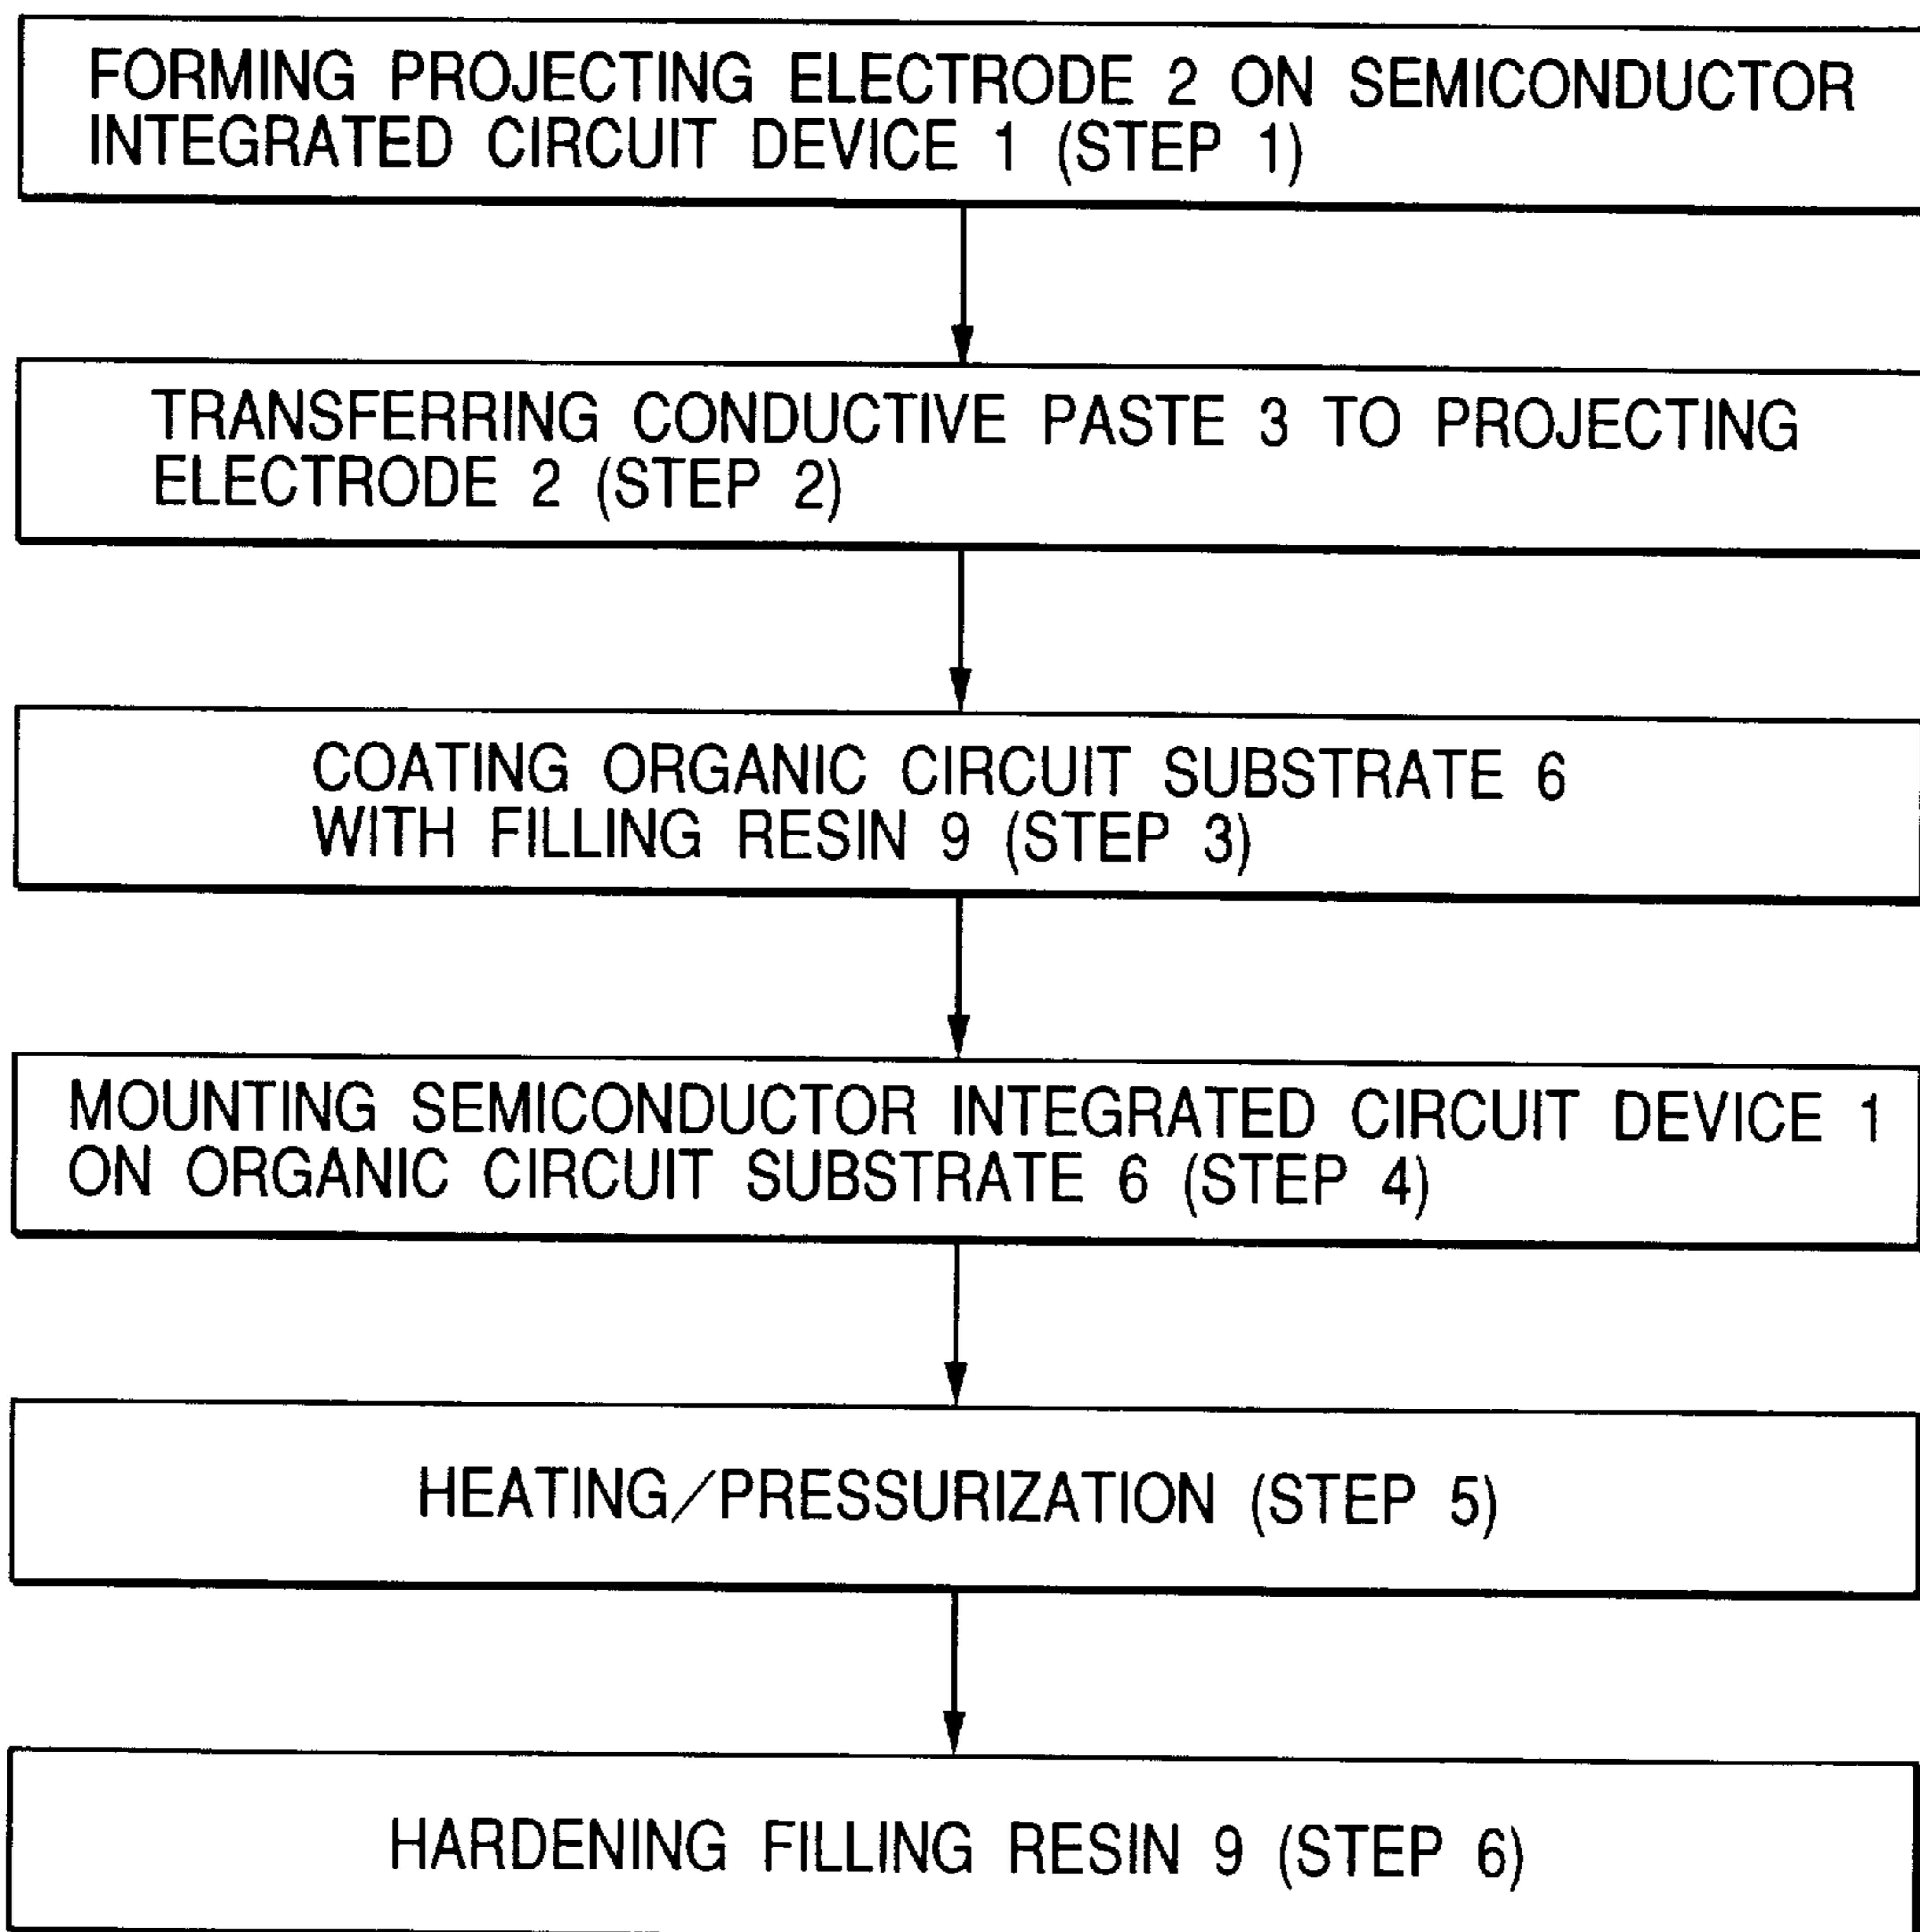 FORMING PROJECTING ELECTRODE 2 ON SEMICONDUCTOR
INTEGRATED CIRCUIT DEVICE 1 (STEP 1)
TRANSFERRING CONDUCTIVE PASTE 3 TO PROJECTING
ELECTRODE 2 (STEP 2)
COATING ORGANIC CIRCUIT SUBSTRATE 6
WITH FILLING RESIN 9 (STEP 3)
MOUNTING SEMICONDUCTOR INTEGRATED CIRCUIT DEVICE 1
ON ORGANIC CIRCUIT SUBSTRATE 6 (STEP 4)
HEATING/PRESSURIZATION (STEP 5)
HARDENING FILLING RESIN 9 (STEP 6)